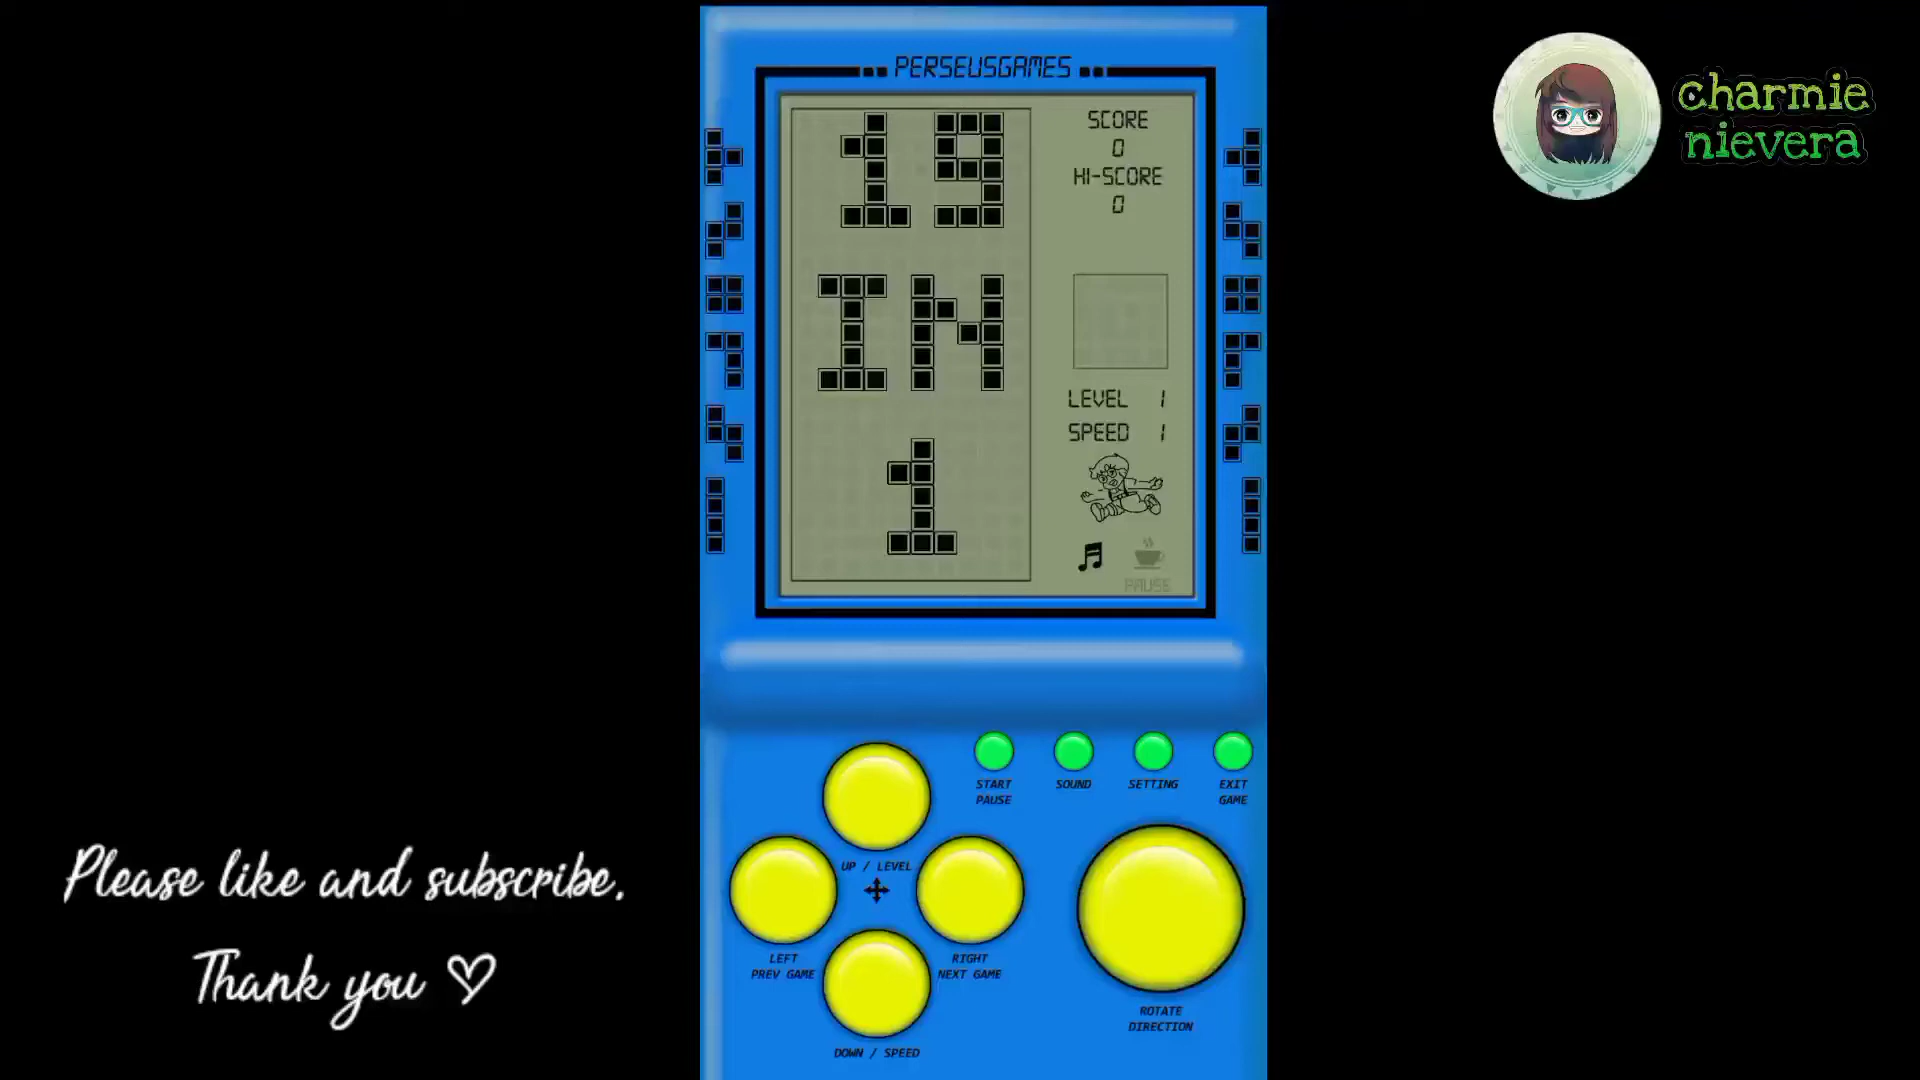 PERSEUSGAMES
19
IN
1
SCORE
0
HI-SCORE
0
LEVEL 1
SPEED 1
PAUSE
START
PAUSE
SOUND
SETTING
EXIT
GAME
UP / LEVEL
LEFT
PREV GAME
RIGHT
NEXT GAME
DOWN / SPEED
ROTATE
DIRECTION
charmie
nievera
Please like and subscribe.
Thank you ♡